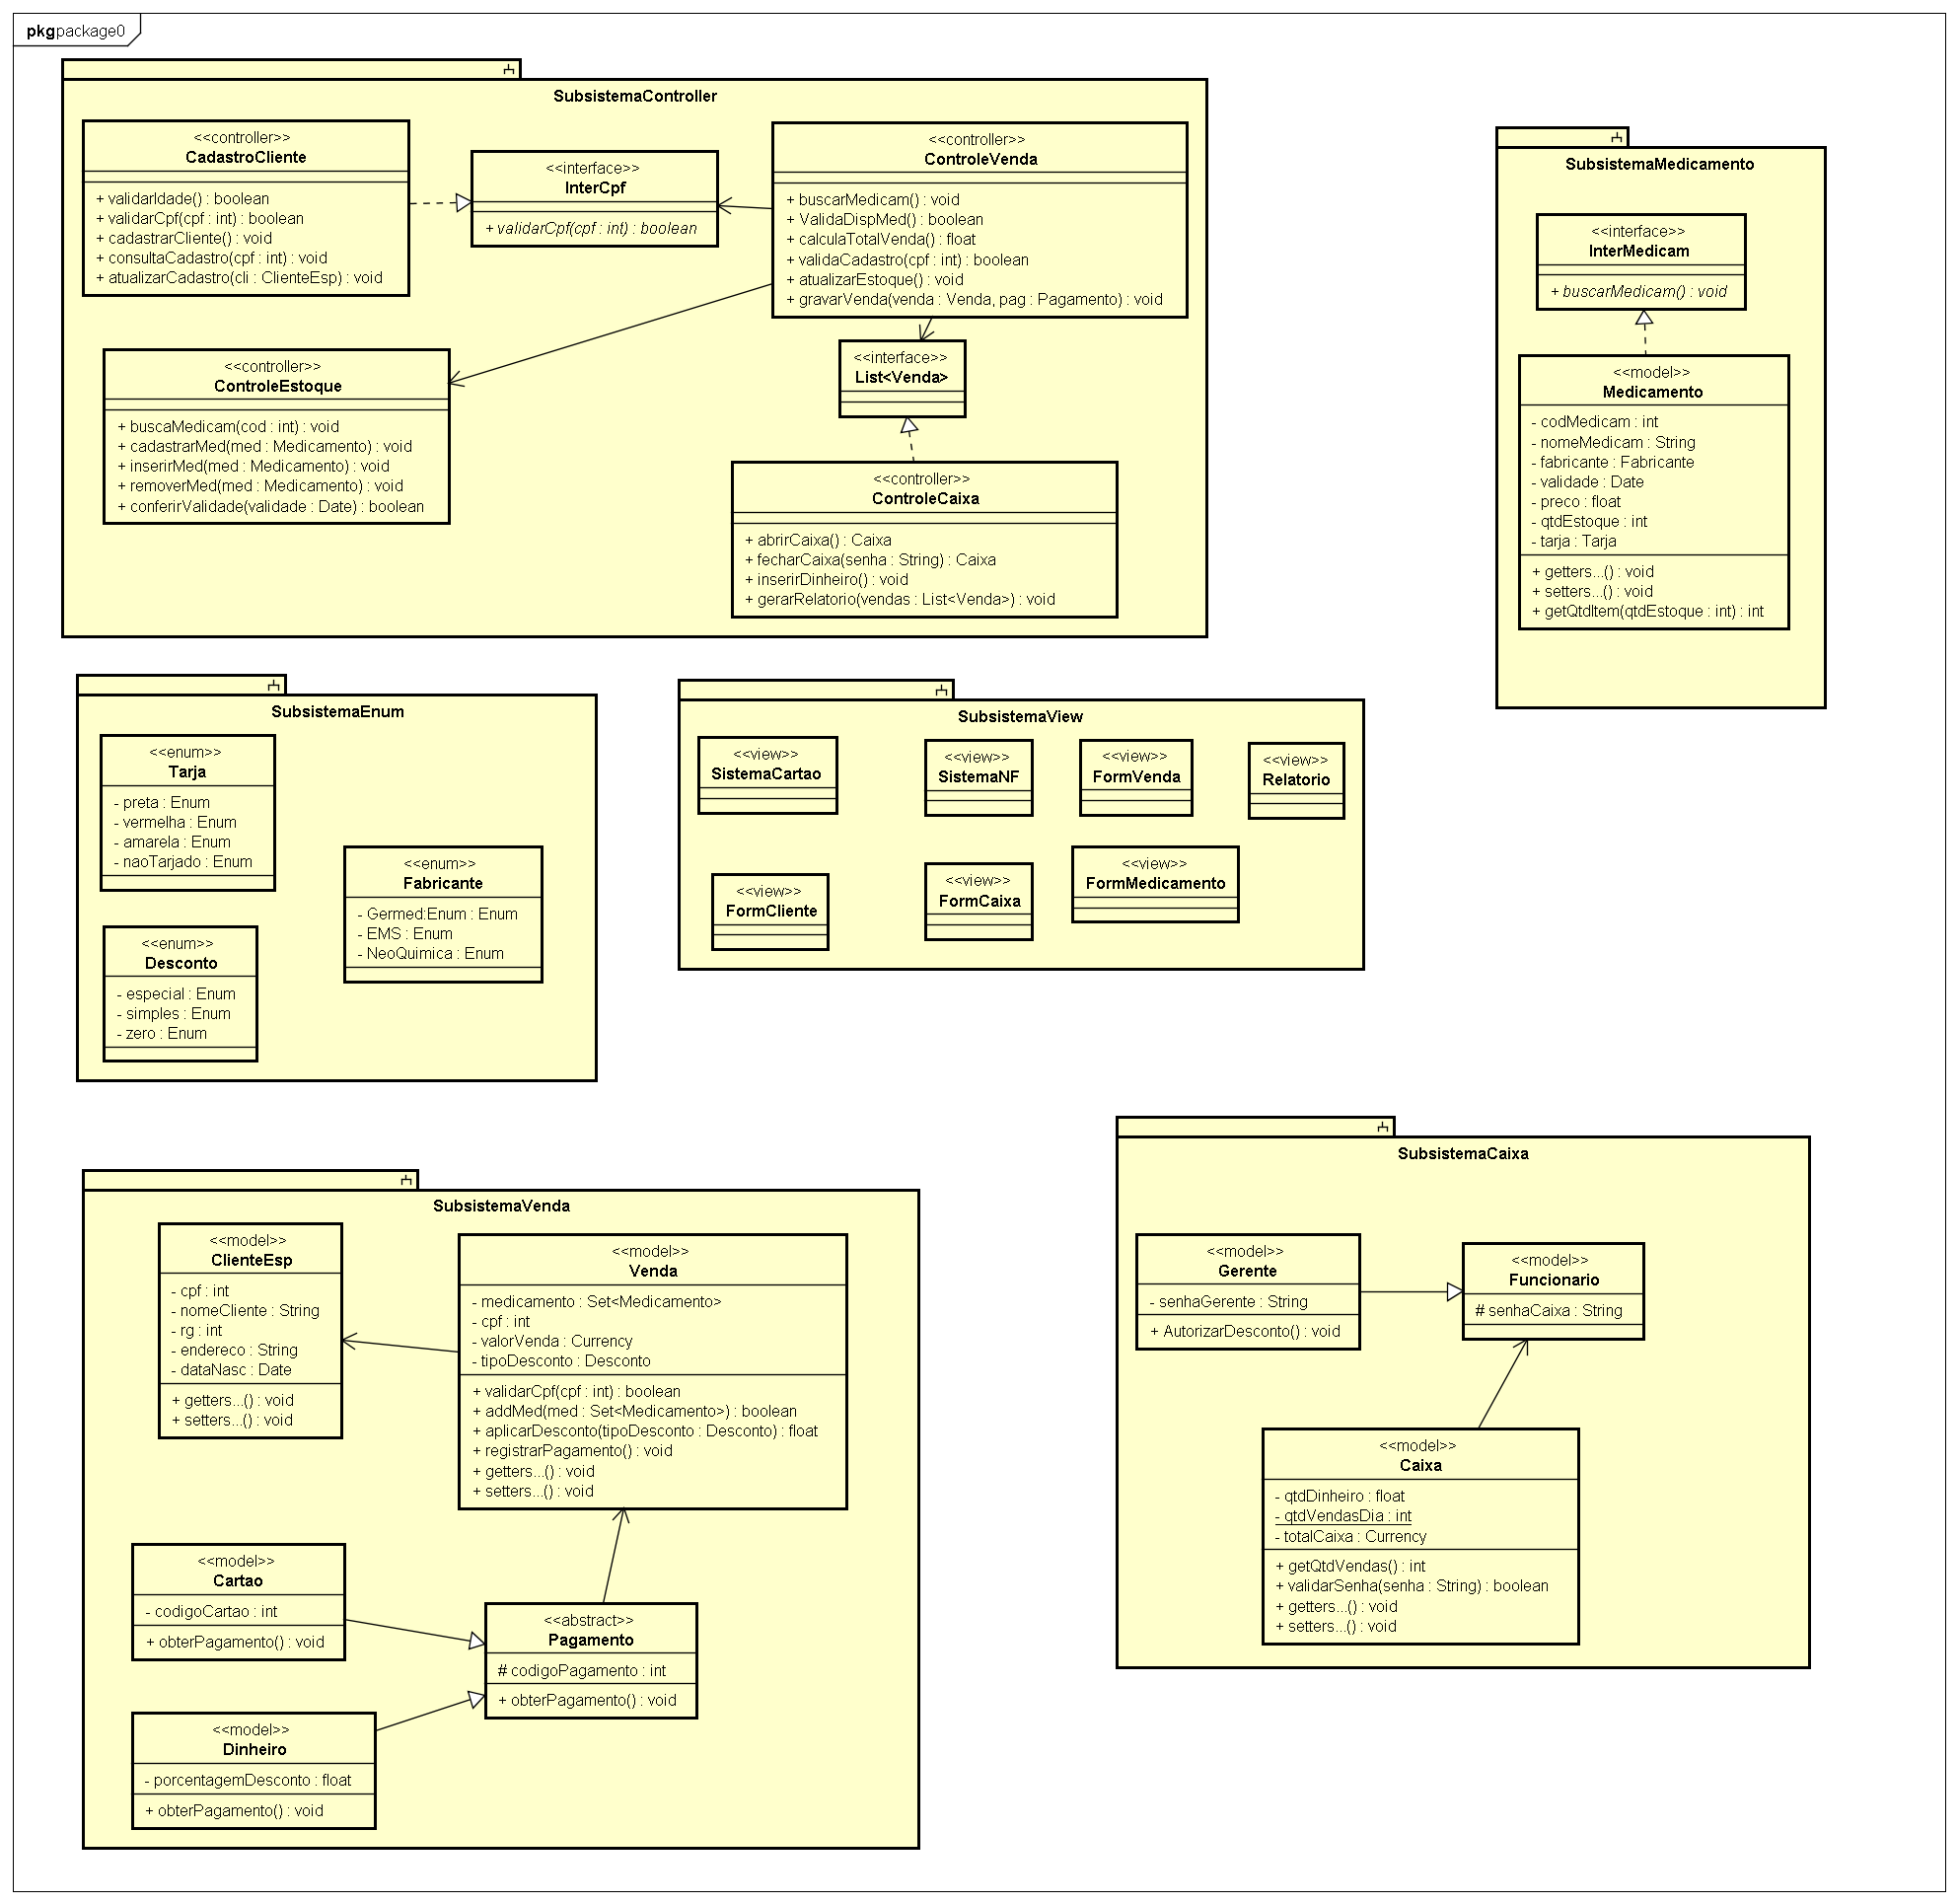 pkg package0
SubsistemaController
<<controller>>
CadastroCliente
+ validarIdade() : boolean
+ validarCpf(cpf : int) : boolean
+ cadastrarCliente() : void
+ consultaCadastro(cpf : int) : void
+ atualizarCadastro(cli : ClienteEsp) : void
<<interface>>
InterCpf
+ validarCpf(cpf : int) : boolean
<<controller>>
ControleVenda
+ buscarMedicam() : void
+ ValidaDispMed() : boolean
+ calculaTotalVenda() : float
+ validaCadastro(cpf : int) : boolean
+ atualizarEstoque() : void
+ gravarVenda(venda : Venda, pag : Pagamento) : void
<<controller>>
ControleEstoque
+ buscaMedicam(cod : int) : void
+ cadastrarMed(med : Medicamento) : void
+ inserirMed(med : Medicamento) : void
+ removerMed(med : Medicamento) : void
+ conferirValidade(validade : Date) : boolean
<<interface>>
List<Venda>
<<controller>>
ControleCaixa
+ abrirCaixa() : Caixa
+ fecharCaixa(senha : String) : Caixa
+ inserirDinheiro() : void
+ gerarRelatorio(vendas : List<Venda>) : void
SubsistemaMedicamento
<<interface>>
InterMedicam
+ buscarMedicam() : void
<<model>>
Medicamento
- codMedicam : int
- nomeMedicam : String
- fabricante : Fabricante
- validade : Date
- preco : float
- qtdEstoque : int
- tarja : Tarja
+ getters...() : void
+ setters...() : void
+ getQtdItem(qtdEstoque : int) : int
SubsistemaEnum
<<enum>>
Tarja
- preta : Enum
- vermelha : Enum
- amarela : Enum
- naoTarjado : Enum
<<enum>>
Fabricante
- Germed:Enum : Enum
- EMS : Enum
- NeoQuimica : Enum
<<enum>>
Desconto
- especial : Enum
- simples : Enum
- zero : Enum
SubsistemaView
<<view>>
SistemaCartao
<<view>>
SistemaNF
<<view>>
FormVenda
<<view>>
Relatorio
<<view>>
FormCliente
<<view>>
FormCaixa
<<view>>
FormMedicamento
SubsistemaVenda
<<model>>
ClienteEsp
- cpf : int
- nomeCliente : String
- rg : int
- endereco : String
- dataNasc : Date
+ getters...() : void
+ setters...() : void
<<model>>
Venda
- medicamento : Set<Medicamento>
- cpf : int
- valorVenda : Currency
- tipoDesconto : Desconto
+ validarCpf(cpf : int) : boolean
+ addMed(med : Set<Medicamento>) : boolean
+ aplicarDesconto(tipoDesconto : Desconto) : float
+ registrarPagamento() : void
+ getters...() : void
+ setters...() : void
<<model>>
Cartao
- codigoCartao : int
+ obterPagamento() : void
<<abstract>>
Pagamento
# codigoPagamento : int
+ obterPagamento() : void
<<model>>
Dinheiro
- porcentagemDesconto : float
+ obterPagamento() : void
SubsistemaCaixa
<<model>>
Gerente
- senhaGerente : String
+ AutorizarDesconto() : void
<<model>>
Funcionario
# senhaCaixa : String
<<model>>
Caixa
- qtdDinheiro : float
- qtdVendasDia : int
- totalCaixa : Currency
+ getQtdVendas() : int
+ validarSenha(senha : String) : boolean
+ getters...() : void
+ setters...() : void